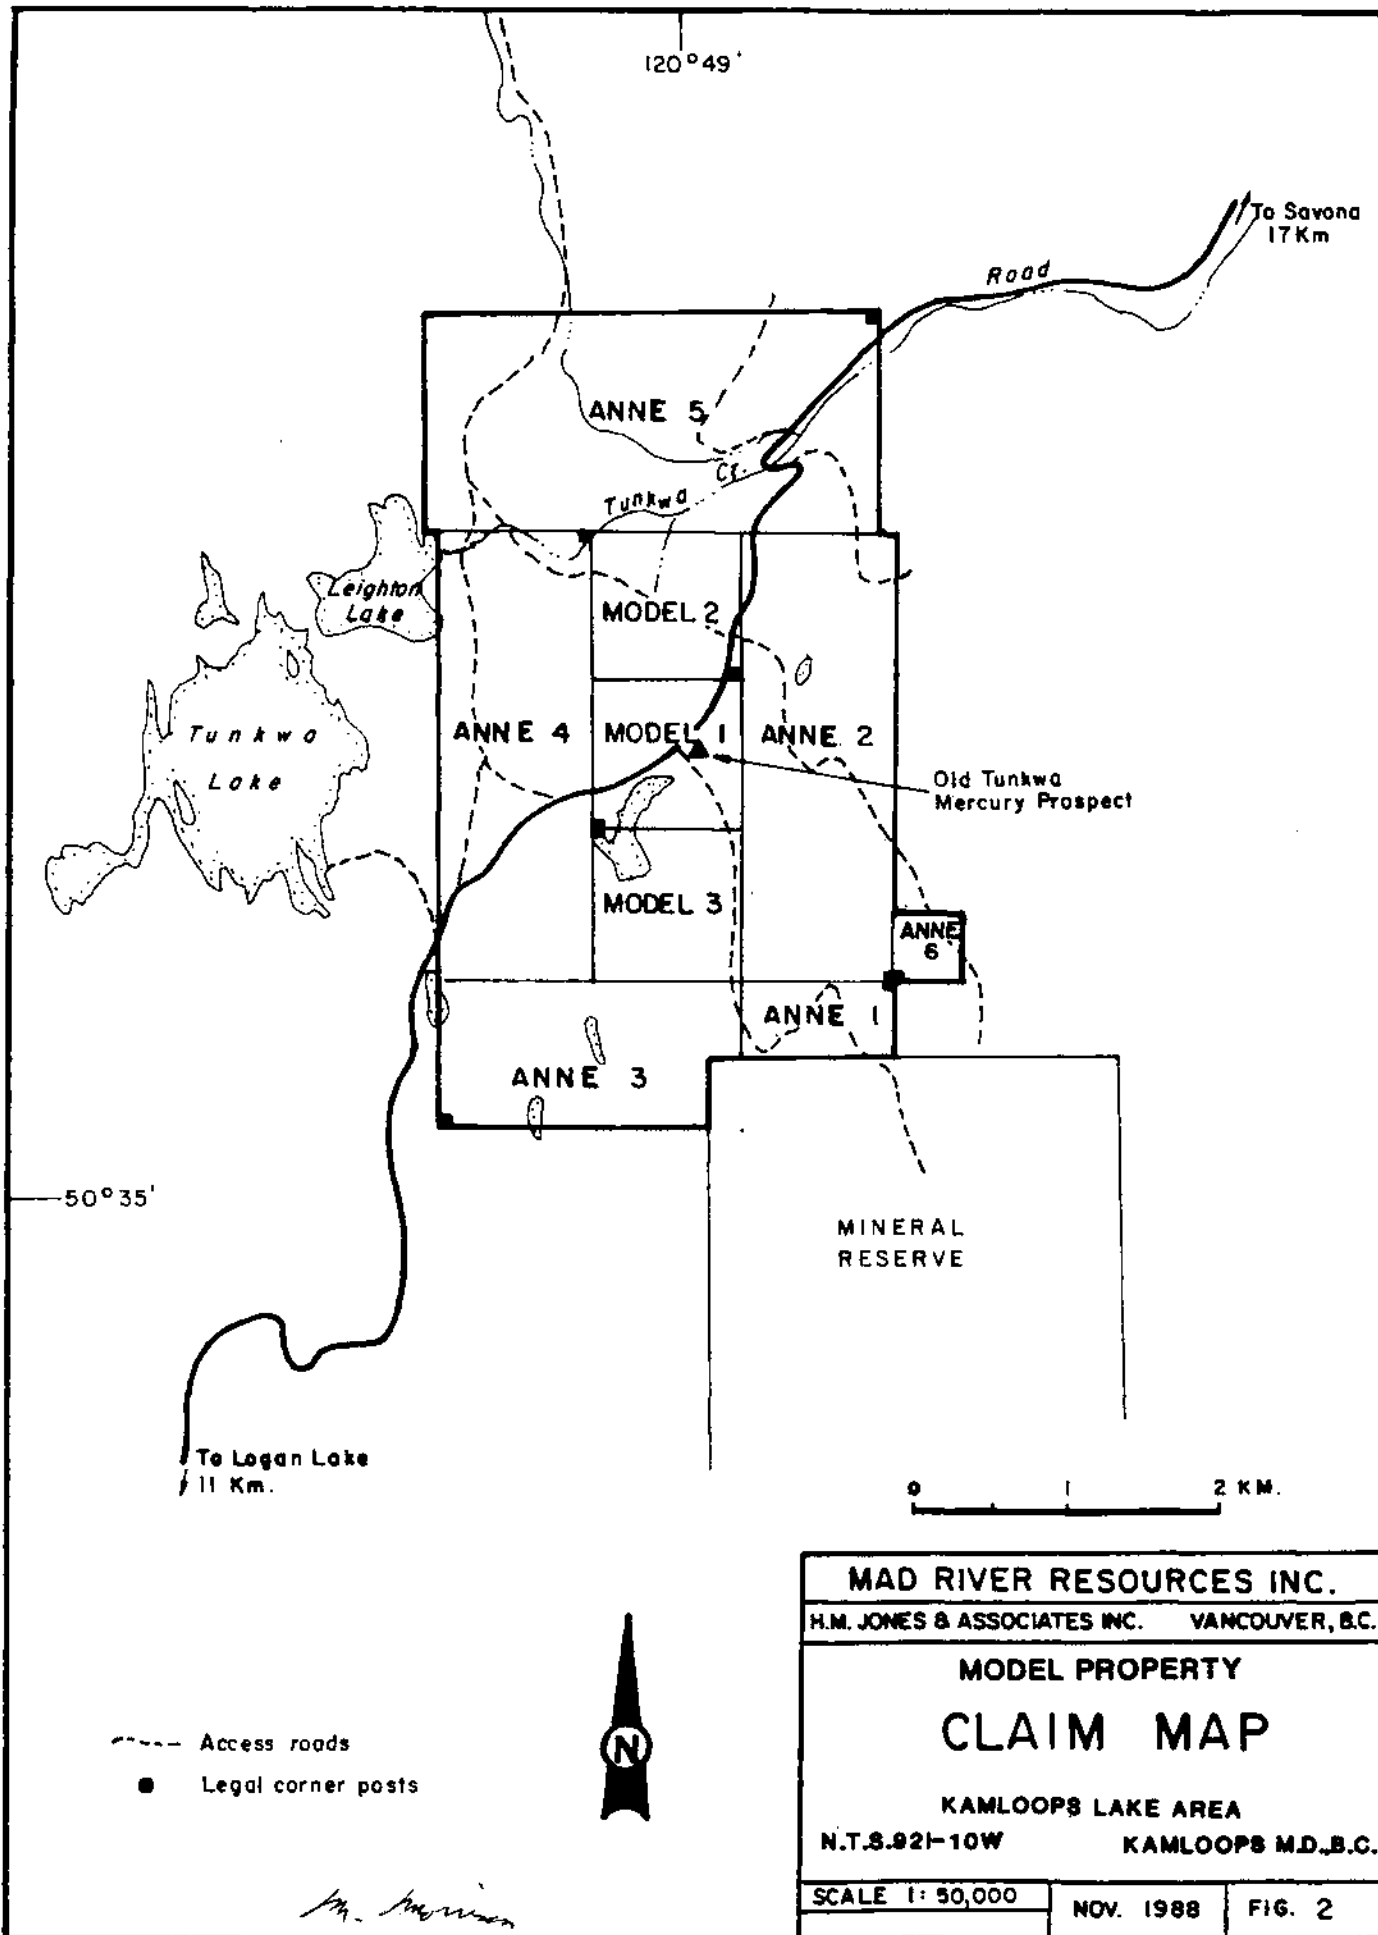 120°49'
To Savona
17Km
Road
ANNE 5
Cr.
Tunkwa
Leighton
Lake
MODEL 2
Tunkwa
Lake
ANNE 4
MODEL 1
ANNE 2
Old Tunkwa
Mercury Prospect
MODEL 3
ANNE
6
ANNE 1
ANNE 3
50°35'
MINERAL
RESERVE
To Logan Lake
11 Km.
0 1 2 KM.
MAD RIVER RESOURCES INC.
H.M. JONES & ASSOCIATES INC. VANCOUVER, B.C.
MODEL PROPERTY
CLAIM MAP
N
Access roads
Legal corner posts
KAMLOOPS LAKE AREA
N.T.S.92I-10W KAMLOOPS M.D.,B.C.
SCALE 1:50,000
NOV. 1988
FIG. 2
M. Morrison